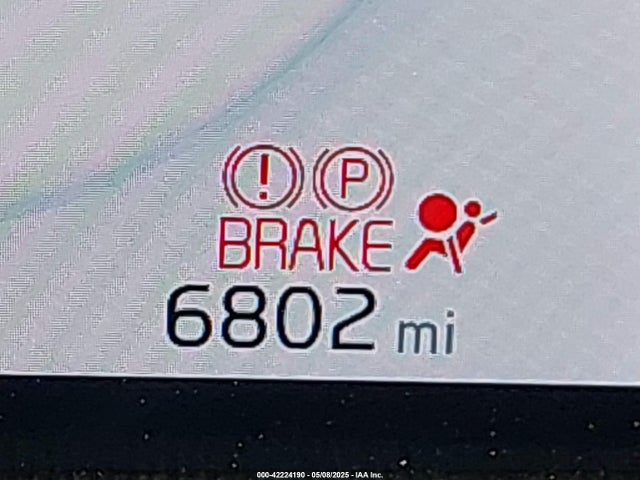 ! P
BRAKE
6802 mi
000-42224190 - 05/08/2025 - IAA Inc.